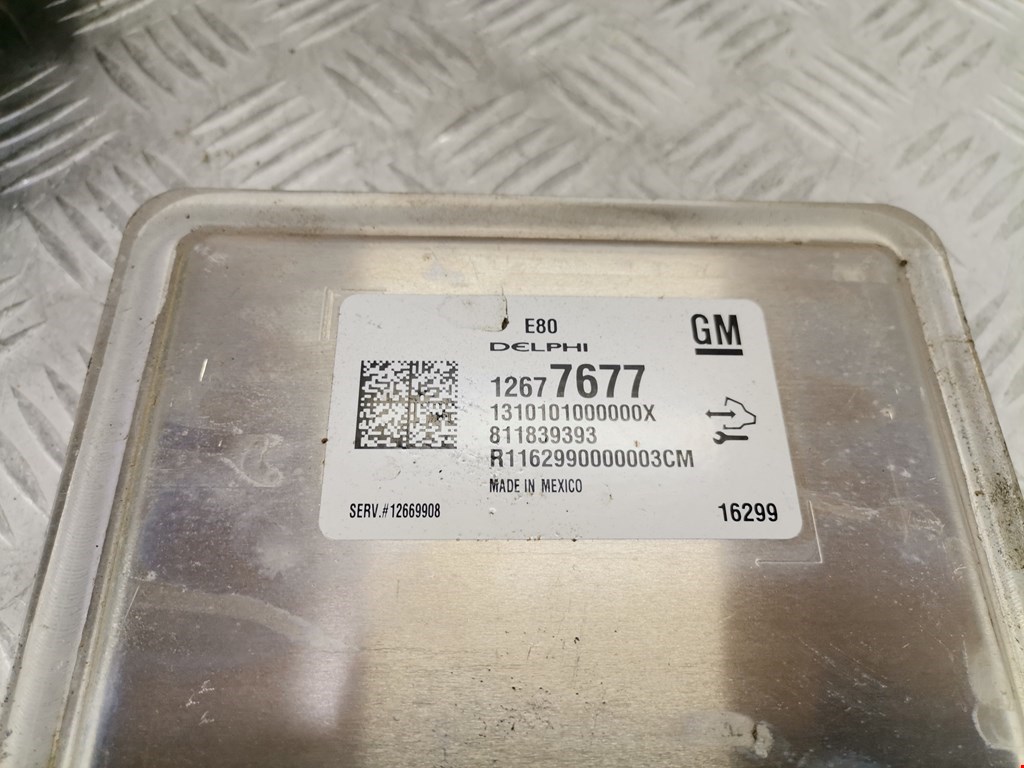 E80
DELPHI
GM
12677677
1310101000000X
811839393
R1162990000003CM
MADE IN MEXICO
SERV.#12669908
16299